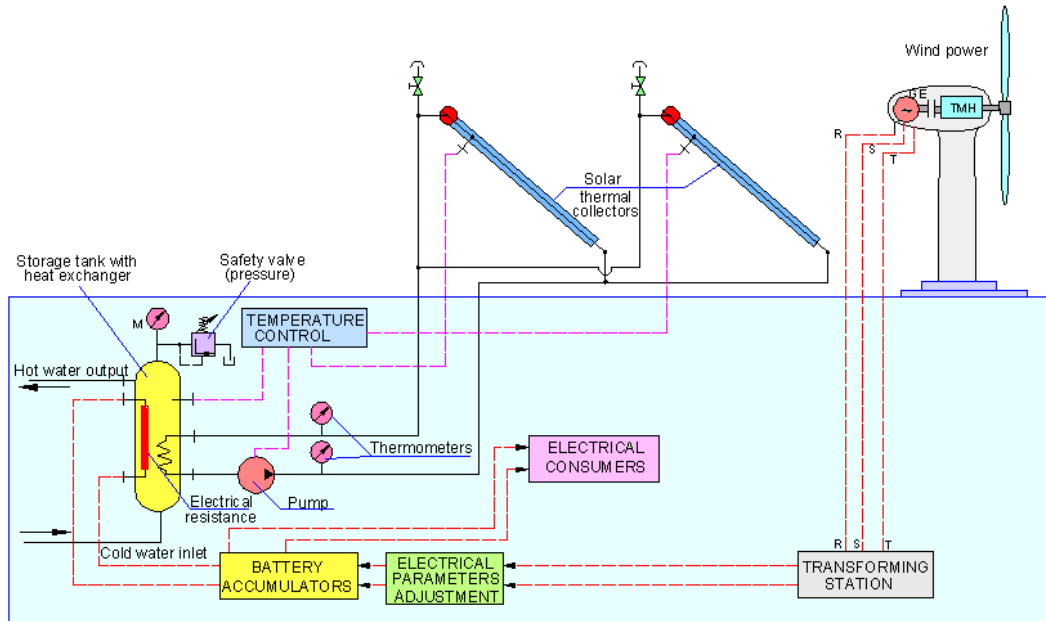 Wind power
G E
TMH
R
S
T
Solar
thermal
collectors
Storage tank with
heat exchanger
Safety valve
(pressure)
M
TEMPERATURE
CONTROL
Hot water output
Thermometers
ELECTRICAL
CONSUMERS
Electrical
resistance
Pump
Cold water inlet
R
S
T
BATTERY
ACCUMULATORS
ELECTRICAL
PARAMETERS
ADJUSTMENT
TRANSFORMING
STATION